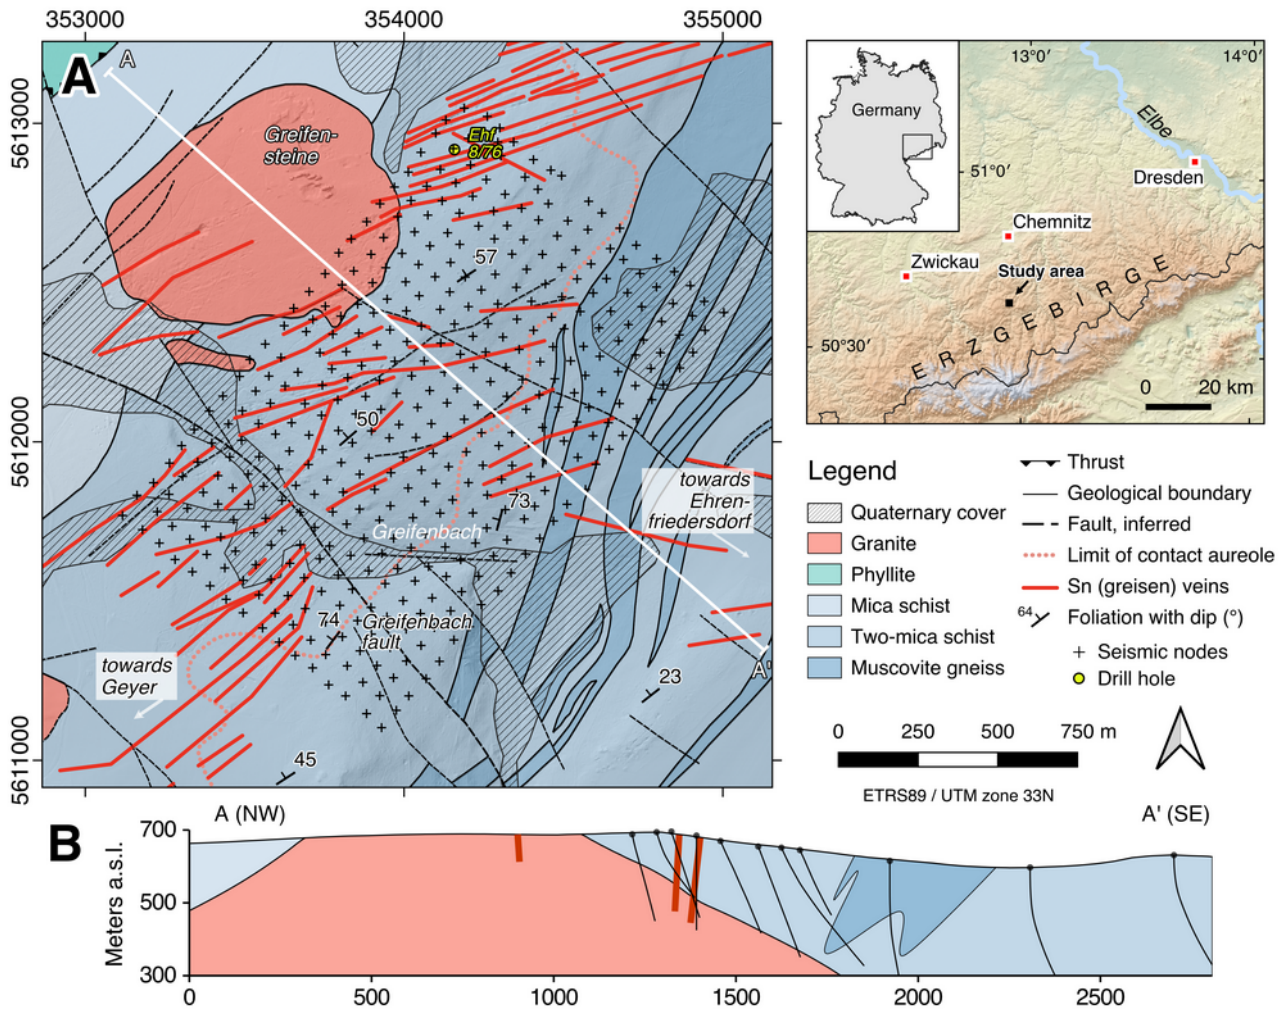 353000
354000
355000
5613000
5612000
5611000
A
A
Greifen-
steine
Ehf
8/76
57
50
73
Greifenbach
74
Greifenbach
fault
towards
Geyer
45
23
towards
Ehren-
friedersdorf
A'
Germany
13°0′
14°0′
51°0′
50°30′
Elbe
Dresden
Chemnitz
Zwickau
Study area
ERZGEBIRGE
0 20 km
Legend
Quaternary cover
Granite
Phyllite
Mica schist
Two-mica schist
Muscovite gneiss
Thrust
Geological boundary
Fault, inferred
Limit of contact aureole
Sn (greisen) veins
64 Foliation with dip (°)
Seismic nodes
Drill hole
0 250 500 750 m
ETRS89 / UTM zone 33N
B
A (NW)
A' (SE)
Meters a.s.l.
700
500
300
0 500 1000 1500 2000 2500